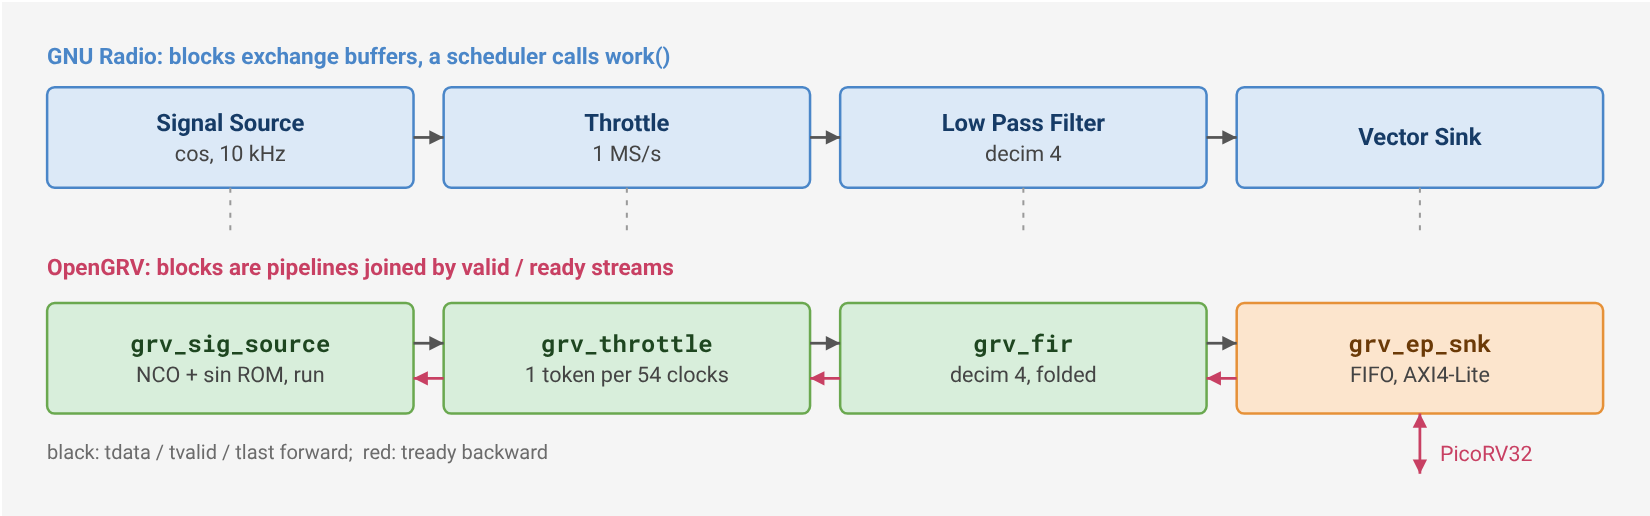 GNU Radio: blocks exchange buffers, a scheduler calls work()
Signal Source
cos, 10 kHz
Throttle
1 MS/s
Low Pass Filter
decim 4
Vector Sink
OpenGRV: blocks are pipelines joined by valid / ready streams
grv_sig_source
NCO + sin ROM, run
grv_throttle
1 token per 54 clocks
grv_fir
decim 4, folded
grv_ep_snk
FIFO, AXI4-Lite
black: tdata / tvalid / tlast forward; red: tready backward
PicoRV32